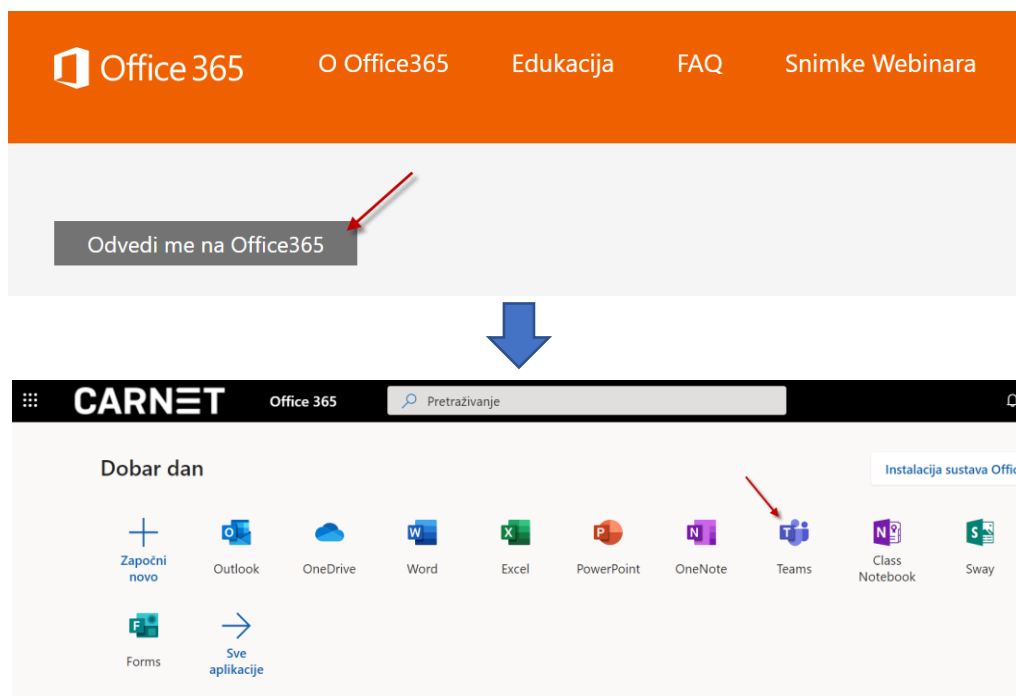 Office 365 O Office365 Edukacija FAQ Snimke Webinara
Odvedi me na Office365
CARNET Office 365 Pretraživanje
Dobar dan
Instalacija sustava Offic
Započni novo
Outlook
OneDrive
Word
Excel
PowerPoint
OneNote
Teams
Class Notebook
Sway
Forms
Sve aplikacije